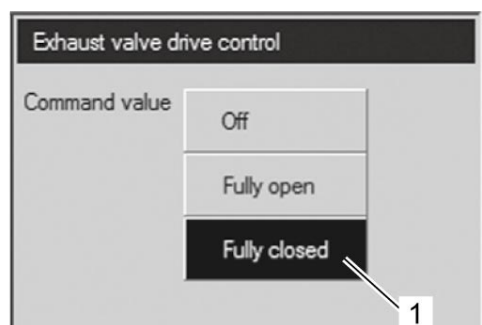 Exhaust valve drive control
Command value
Off
Fully open
Fully closed
1